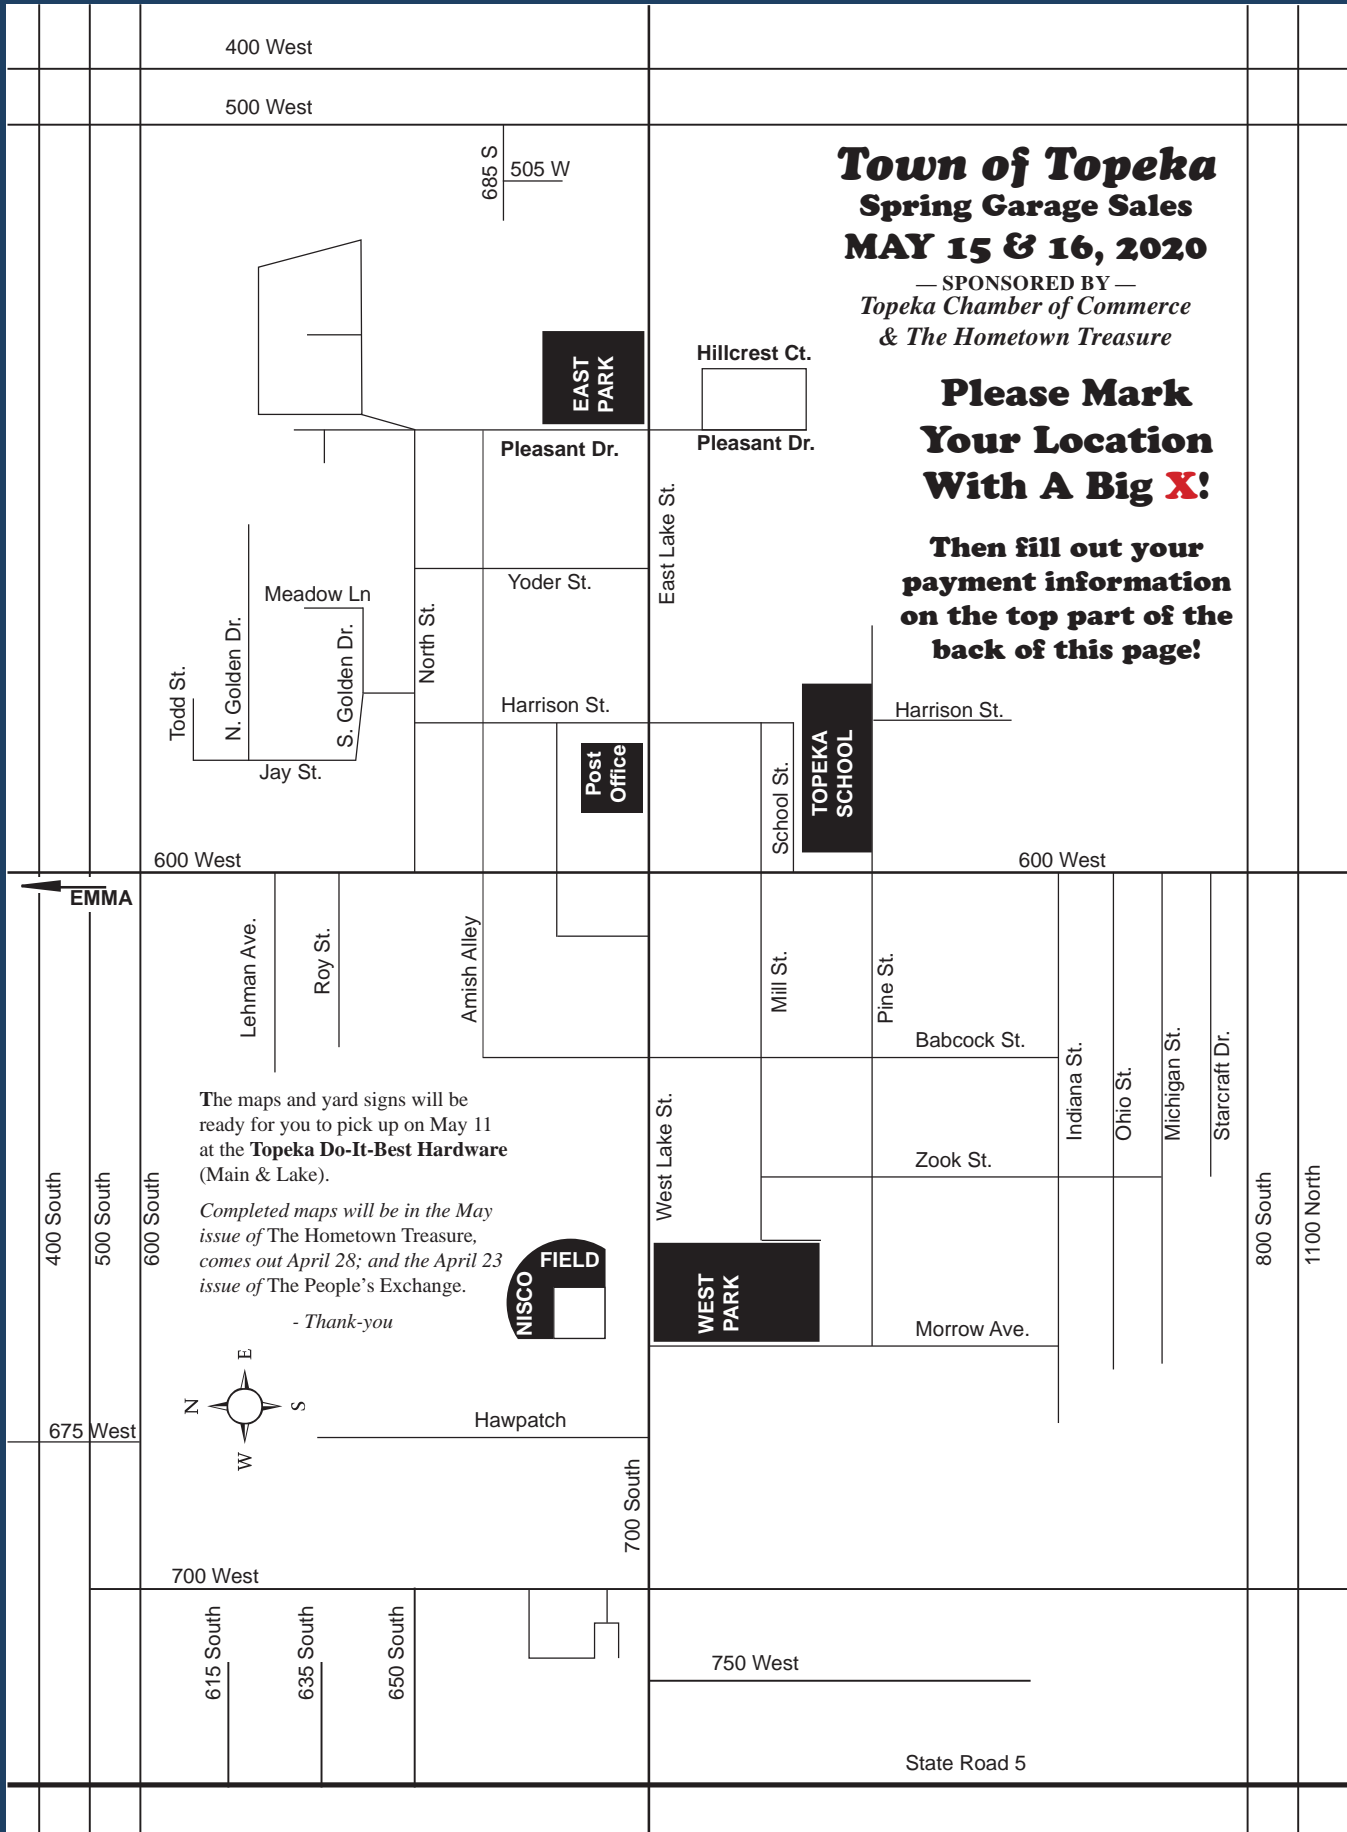 400 West
500 West
685 S
505 W
Town of Topeka
Spring Garage Sales
MAY 15 & 16, 2020
— SPONSORED BY —
Topeka Chamber of Commerce
& The Hometown Treasure
Please Mark
Your Location
With A Big X!
Then fill out your
payment information
on the top part of the
back of this page!
EAST
PARK
Hillcrest Ct.
Pleasant Dr.
Pleasant Dr.
East Lake St.
Yoder St.
Meadow Ln
North St.
N. Golden Dr.
S. Golden Dr.
Todd St.
Jay St.
Harrison St.
Post
Office
School St.
TOPEKA
SCHOOL
Harrison St.
600 West
600 West
EMMA
Lehman Ave.
Roy St.
Amish Alley
Mill St.
Pine St.
Babcock St.
Indiana St.
Ohio St.
Michigan St.
Starcraft Dr.
The maps and yard signs will be
ready for you to pick up on May 11
at the Topeka Do-It-Best Hardware
(Main & Lake).
Completed maps will be in the May
issue of The Hometown Treasure,
comes out April 28; and the April 23
issue of The People's Exchange.
- Thank-you
West Lake St.
Zook St.
400 South
500 South
600 South
800 South
1100 North
NISCO
FIELD
WEST
PARK
Morrow Ave.
E
N
S
W
675 West
Hawpatch
700 South
700 West
615 South
635 South
650 South
750 West
State Road 5